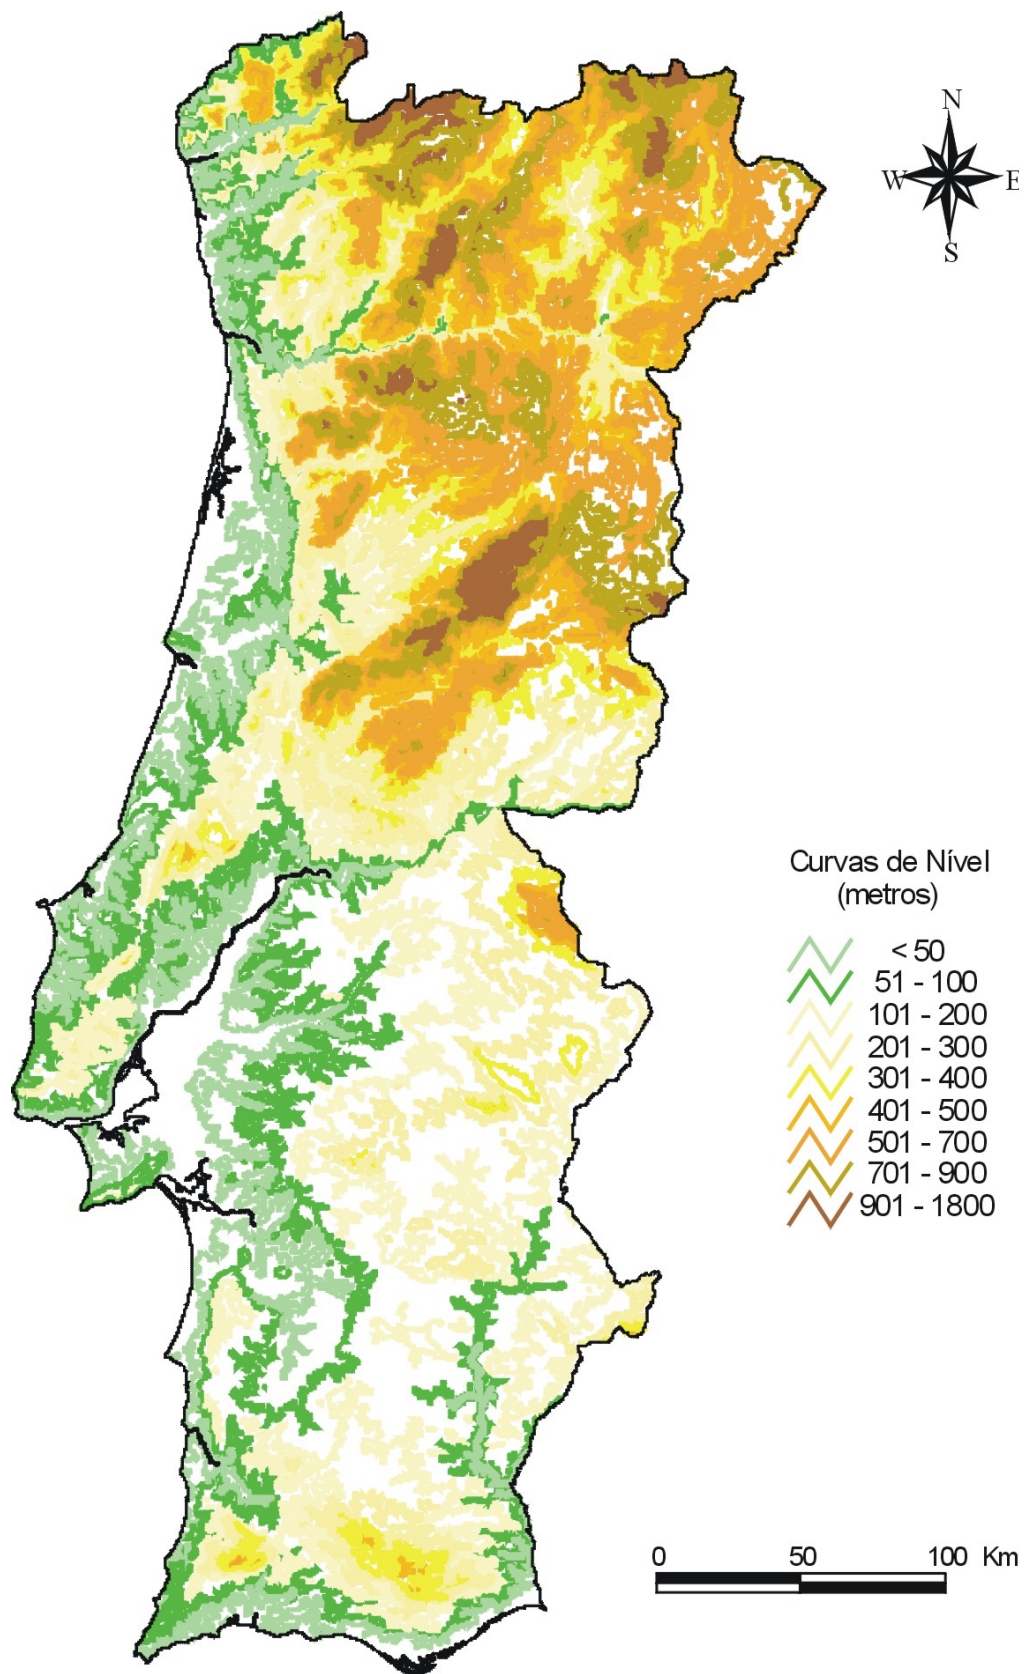 N
W E
S
Curvas de Nível
(metros)
< 50
51 - 100
101 - 200
201 - 300
301 - 400
401 - 500
501 - 700
701 - 900
901 - 1800
0 50 100 Km